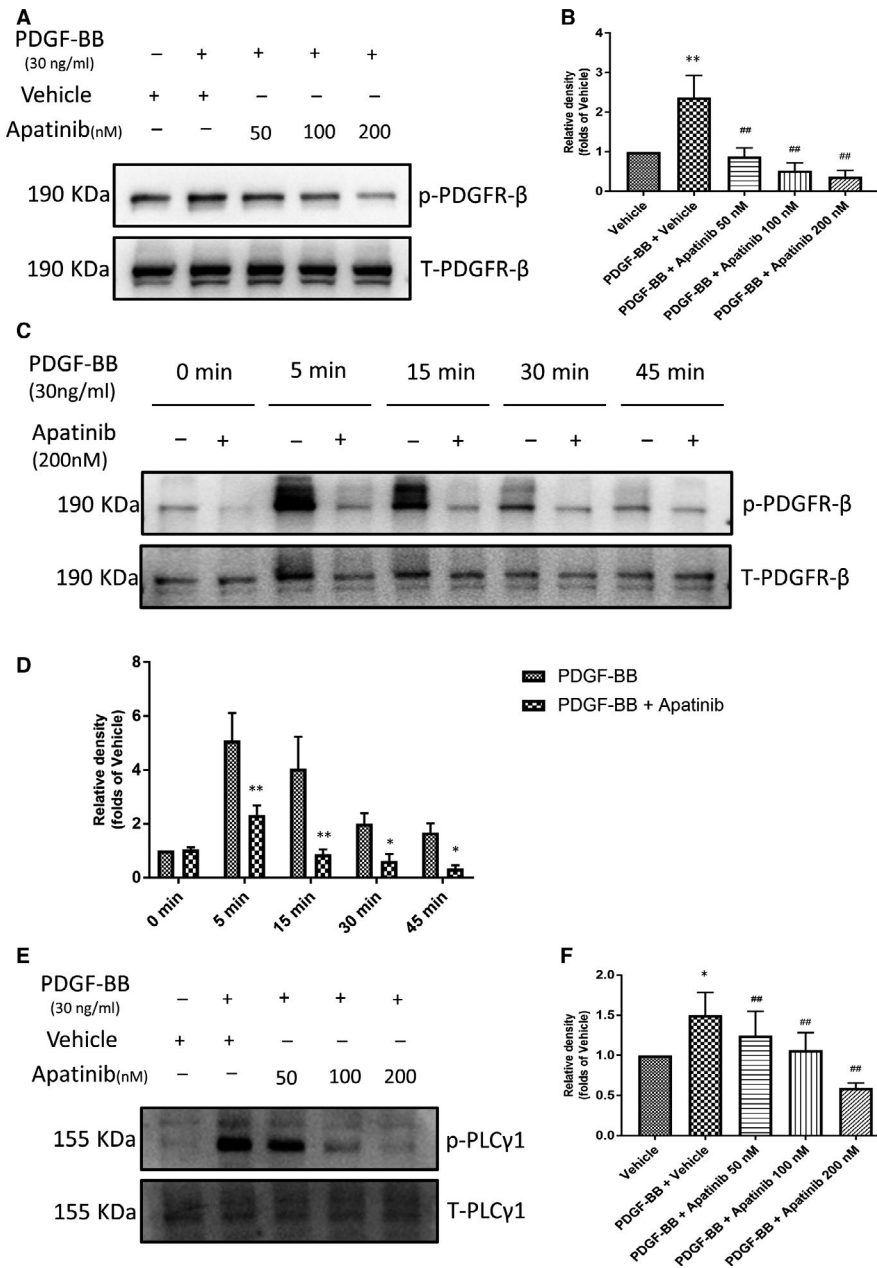 A
PDGF-BB – + + + +
(30 ng/ml)
Vehicle + + – – –
Apatinib(nM) – – 50 100 200
190 KDa p-PDGFR-β
190 KDa T-PDGFR-β
B
Relative density
(folds of Vehicle)
4
3
2
1
0
**
##
##
##
Vehicle
PDGF-BB + Vehicle
PDGF-BB + Apatinib 50 nM
PDGF-BB + Apatinib 100 nM
PDGF-BB + Apatinib 200 nM
C
PDGF-BB 0 min 5 min 15 min 30 min 45 min
(30ng/ml)
Apatinib – + – + – + – + – +
(200nM)
190 KDa p-PDGFR-β
190 KDa T-PDGFR-β
D
Relative density
(folds of Vehicle)
8
6
4
2
0
**
**
*
*
0 min
5 min
15 min
30 min
45 min
PDGF-BB
PDGF-BB + Apatinib
E
PDGF-BB – + + + +
(30 ng/ml)
Vehicle + + – – –
Apatinib(nM) – – 50 100 200
155 KDa p-PLCγ1
155 KDa T-PLCγ1
F
Relative density
(folds of Vehicle)
2.0
1.5
1.0
0.5
0.0
*
##
##
##
Vehicle
PDGF-BB + Vehicle
PDGF-BB + Apatinib 50 nM
PDGF-BB + Apatinib 100 nM
PDGF-BB + Apatinib 200 nM